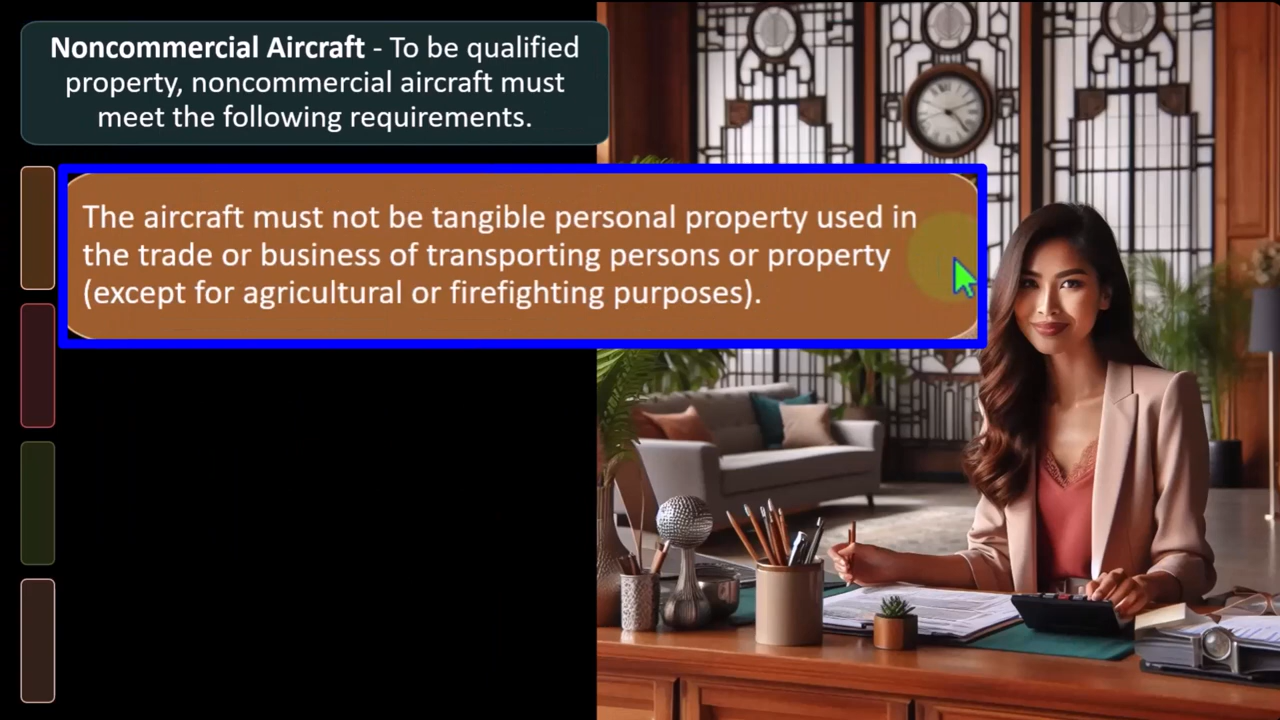 Noncommercial Aircraft - To be qualified
property, noncommercial aircraft must
meet the following requirements.
The aircraft must not be tangible personal property used in
the trade or business of transporting persons or property
(except for agricultural or firefighting purposes).